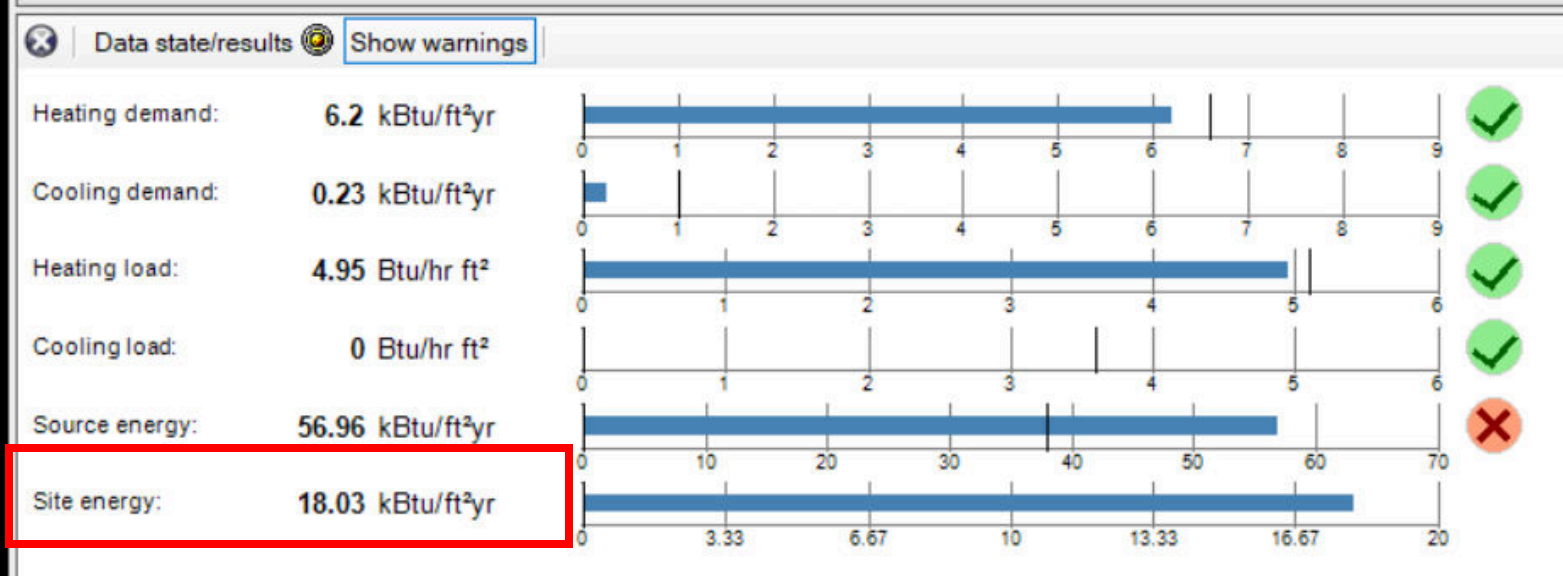 Data state/results Show warnings
Heating demand: 6.2 kBtu/ft²yr
0 1 2 3 4 5 6 7 8 9
Cooling demand: 0.23 kBtu/ft²yr
0 1 2 3 4 5 6 7 8 9
Heating load: 4.95 Btu/hr ft²
0 1 2 3 4 5 6
Cooling load: 0 Btu/hr ft²
0 1 2 3 4 5 6
Source energy: 56.96 kBtu/ft²yr
0 10 20 30 40 50 60 70
Site energy: 18.03 kBtu/ft²yr
0 3.33 6.67 10 13.33 16.67 20